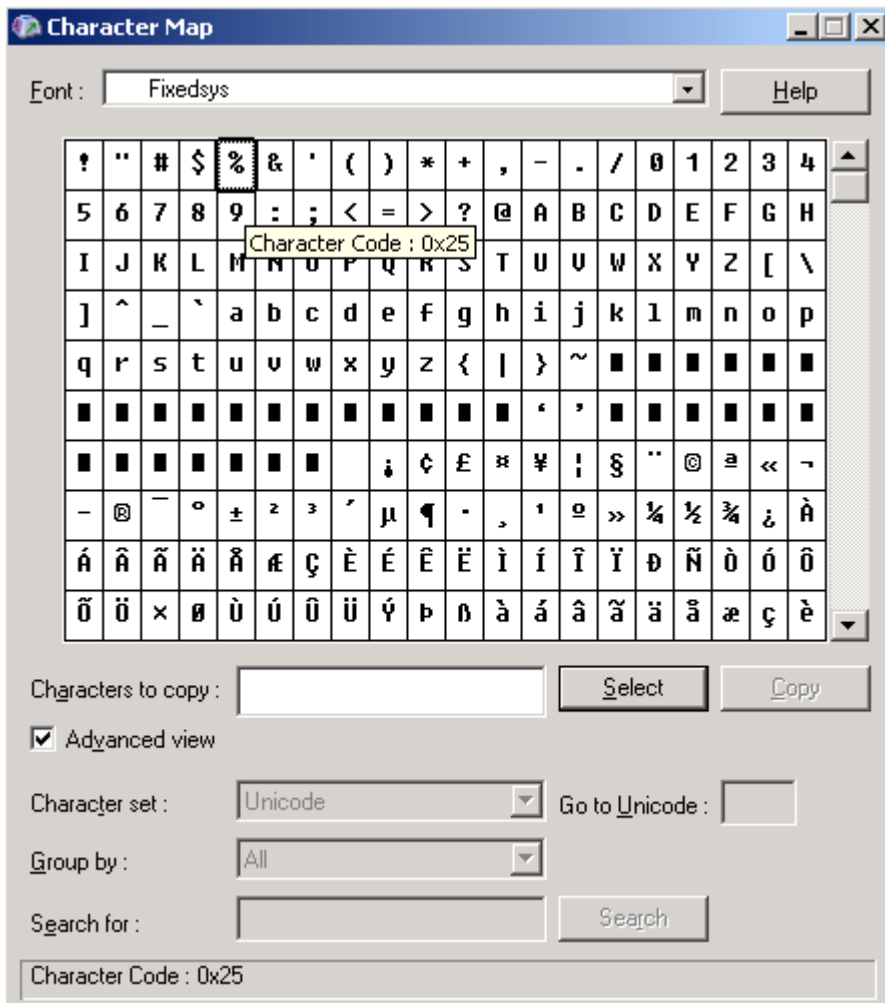 Character Map
Font : Fixedsys Help
! " # $ % & ' ( ) * + , - . / 0 1 2 3 4
5 6 7 8 9 : ; < = > ? @ A B C D E F G H
Character Code : 0x25
I J K L M N O P Q R S T U V W X Y Z [ \
] ^ _ ` a b c d e f g h i j k l m n o p
q r s t u v w x y z { | } ~
‘ ’
¡ ¢ £ ¤ ¥ ¦ § ¨ © ª « ¬
- ® ¯ ° ± ² ³ ´ µ ¶ · ¸ ¹ º » ¼ ½ ¾ ¿ À
Á Â Ã Ä Å Æ Ç È É Ê Ë Ì Í Î Ï Ð Ñ Ò Ó Ô
Õ Ö × Ø Ù Ú Û Ü Ý Þ ß à á â ã ä å æ ç è
Characters to copy : Select Copy
Advanced view
Character set : Unicode Go to Unicode :
Group by : All
Search for : Search
Character Code : 0x25